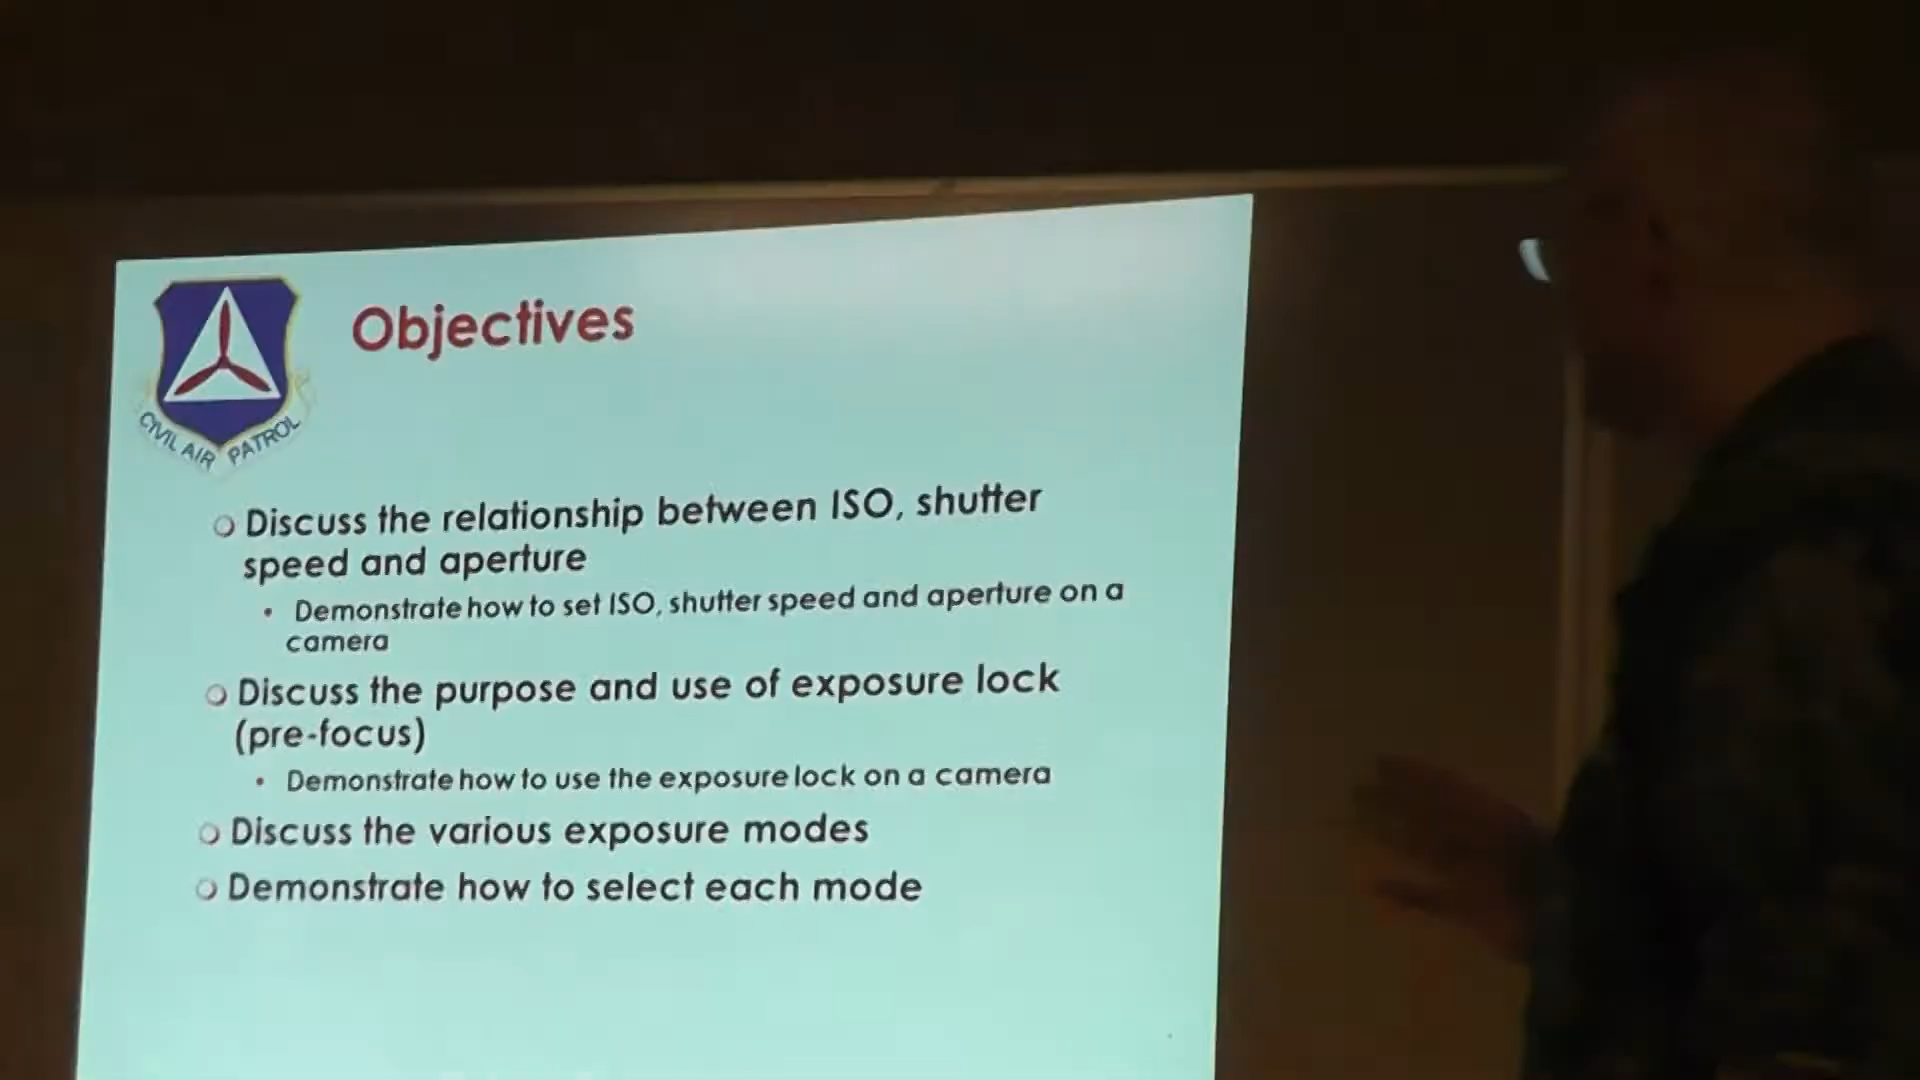 Objectives
CIVIL AIR PATROL
Discuss the relationship between ISO, shutter
speed and aperture
Demonstrate how to set ISO, shutter speed and aperture on a
camera
Discuss the purpose and use of exposure lock
(pre-focus)
Demonstrate how to use the exposure lock on a camera
Discuss the various exposure modes
Demonstrate how to select each mode